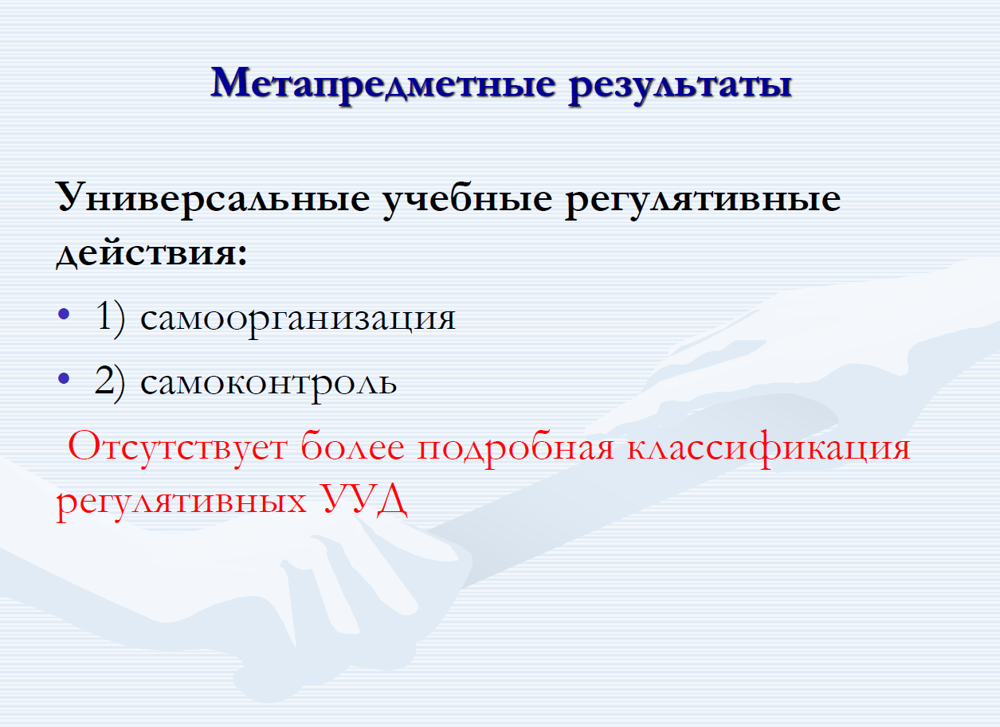 Метапредметные результаты
Универсальные учебные регулятивные
действия:
• 1) самоорганизация
• 2) самоконтроль
Отсутствует более подробная классификация
регулятивных УУД